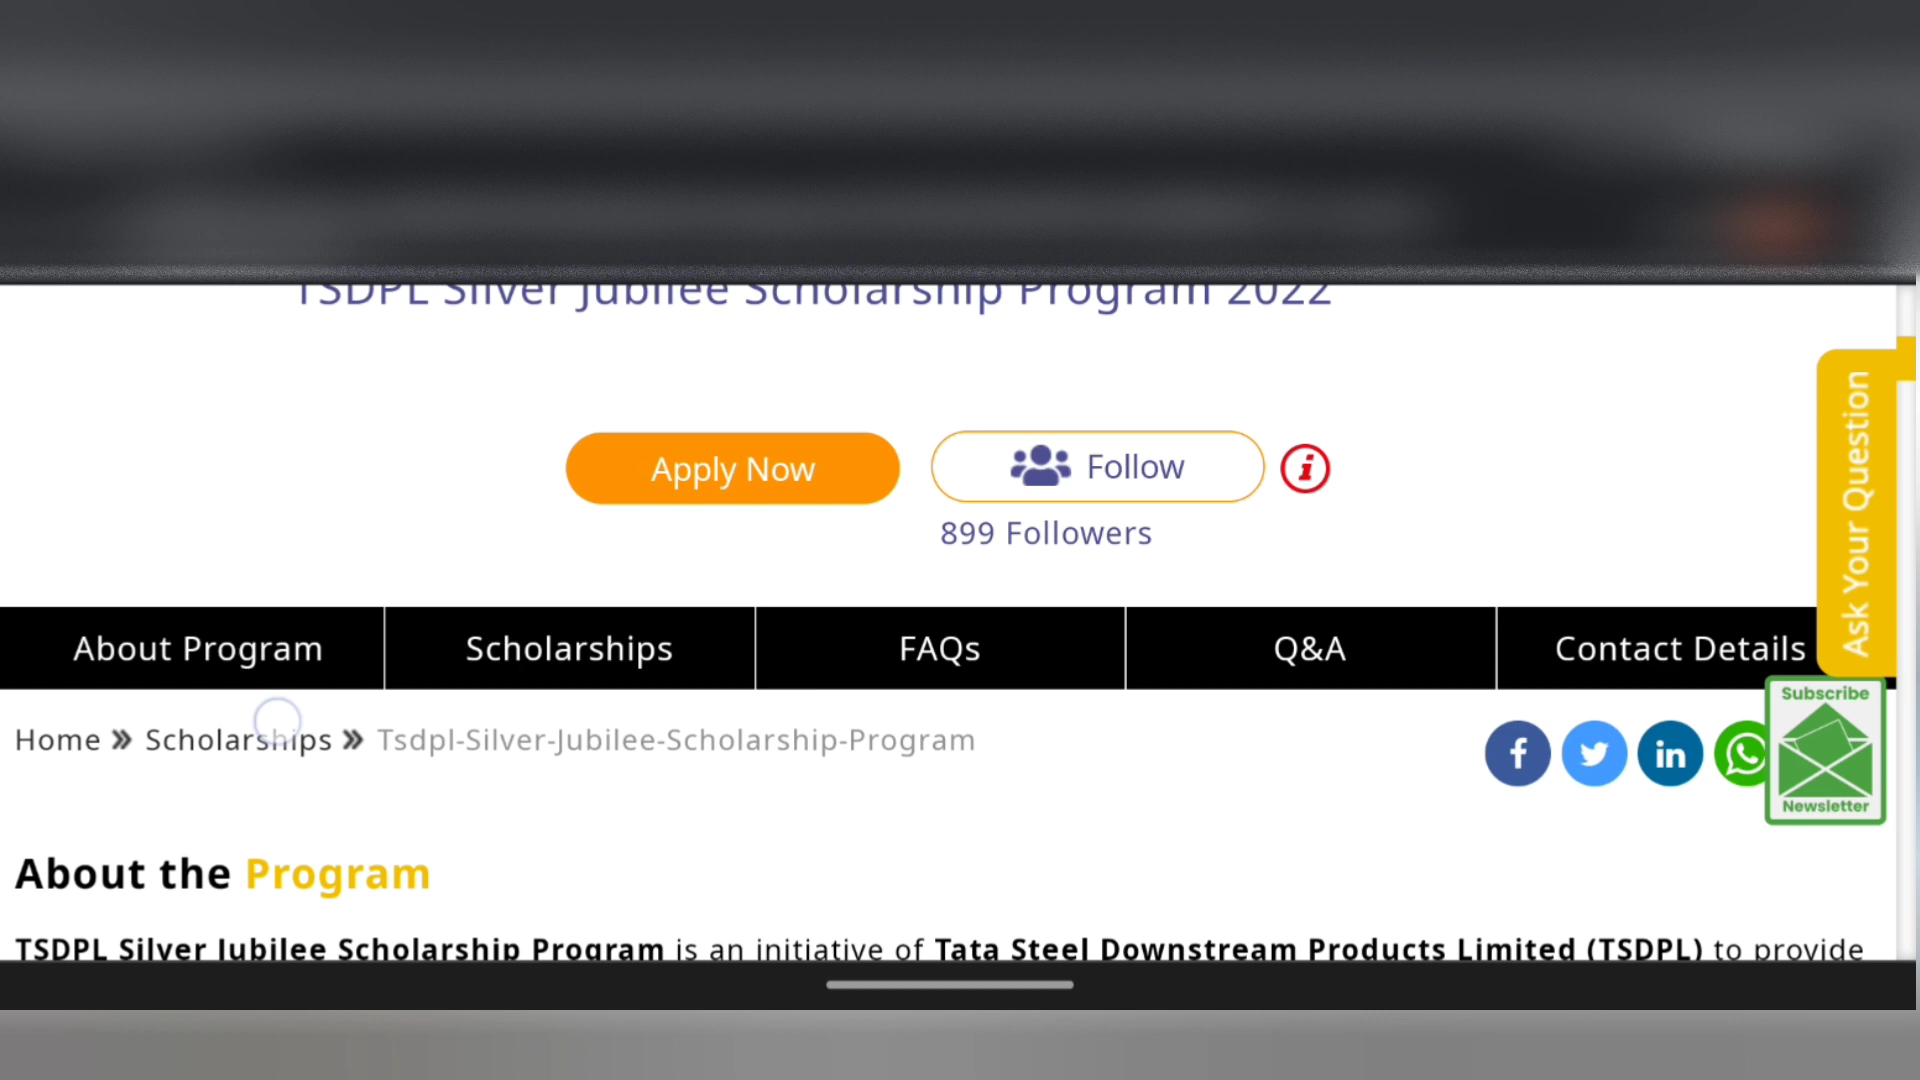 TSDPL Silver Jubilee Scholarship Program 2022
Apply Now
Follow
899 Followers
Ask Your Question
About Program
Scholarships
FAQs
Q&A
Contact Details
Home » Scholarships » Tsdpl-Silver-Jubilee-Scholarship-Program
Subscribe
Newsletter
About the Program
TSDPL Silver Jubilee Scholarship Program is an initiative of Tata Steel Downstream Products Limited (TSDPL) to provide